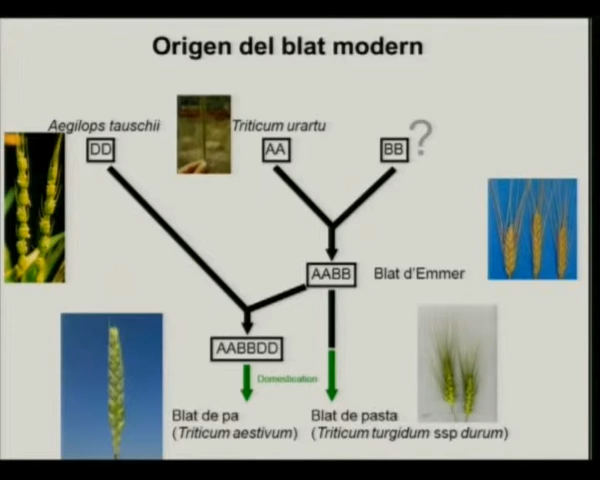 Origen del blat modern
Aegilops tauschii
Triticum urartu
DD
AA
BB
?
AABB
Blat d'Emmer
AABBDD
Domestication
Blat de pa
(Triticum aestivum)
Blat de pasta
(Triticum turgidum ssp durum)